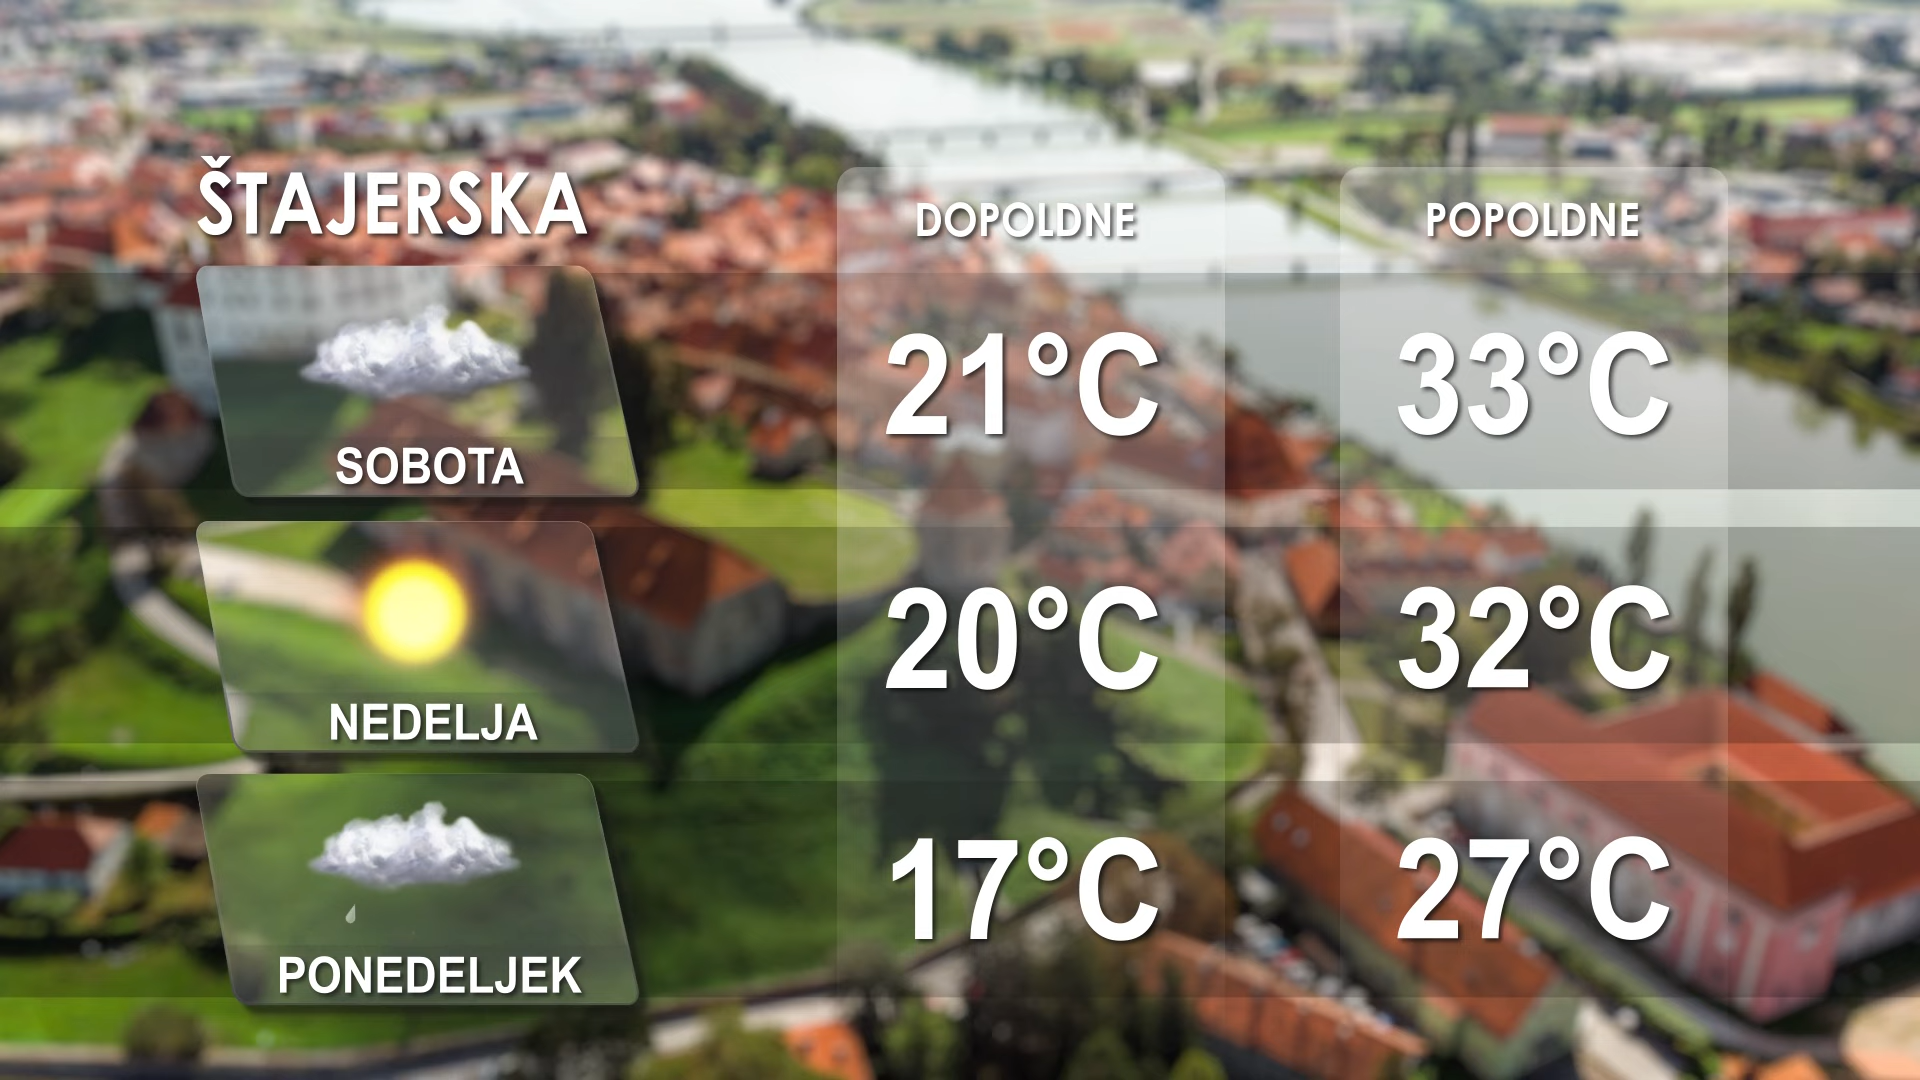 ŠTAJERSKA
DOPOLDNE
POPOLDNE
21°C
33°C
SOBOTA
20°C
32°C
NEDELJA
17°C
27°C
PONEDELJEK